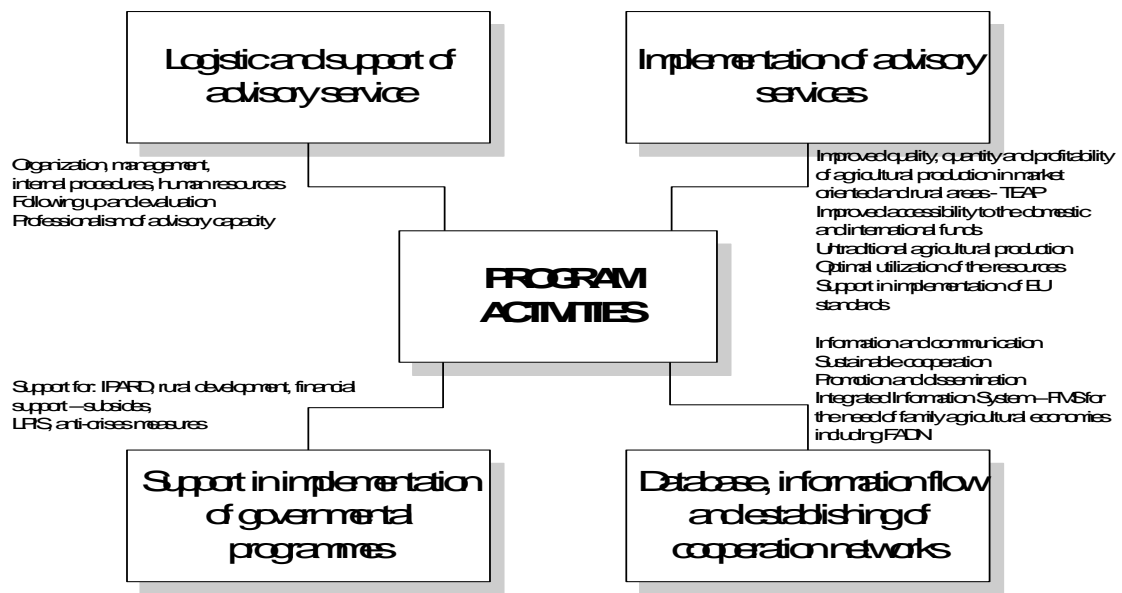 Logistic and support of
advisory service
Implementation of advisory
services
Organization, management,
internal procedures, human resources
Following up and evaluation
Professionalism of advisory capacity
Improved quality, quantity and profitability
of agricultural production in market
oriented and rural areas - TEAP
Improved accessibility to the domestic
and international funds
Untraditional agricultural production
Optimal utilization of the resources
Support in implementation of EU
standards
PROGRAM
ACTIVITIES
Support for: IPARD, rural development, financial
support – subsides,
LPIS, anti-crises measures
Information and communication
Sustainable cooperation
Promotion and dissemination
Integrated Information System – FMS for
the need of family agricultural economies
including FADN
Support in implementation
of governmental
programmes
Database, information flow
and establishing of
cooperation networks